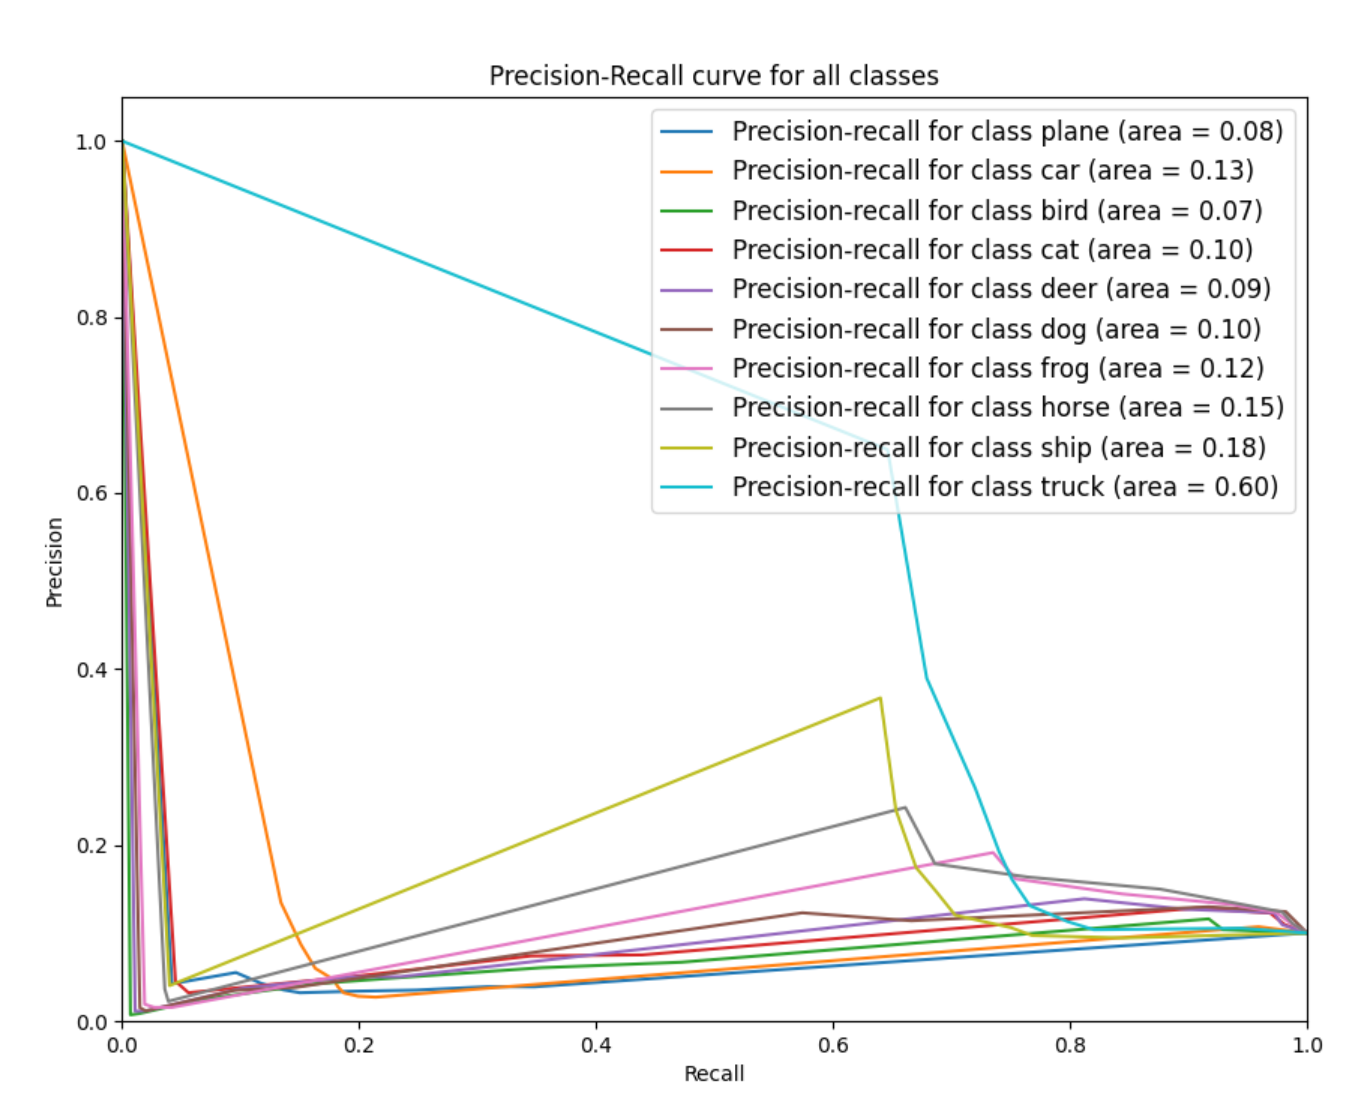 Precision-Recall curve for all classes
1.0
0.8
0.6
0.4
0.2
0.0
Precision
Precision-recall for class plane (area = 0.08)
Precision-recall for class car (area = 0.13)
Precision-recall for class bird (area = 0.07)
Precision-recall for class cat (area = 0.10)
Precision-recall for class deer (area = 0.09)
Precision-recall for class dog (area = 0.10)
Precision-recall for class frog (area = 0.12)
Precision-recall for class horse (area = 0.15)
Precision-recall for class ship (area = 0.18)
Precision-recall for class truck (area = 0.60)
0.0 0.2 0.4 0.6 0.8 1.0
Recall